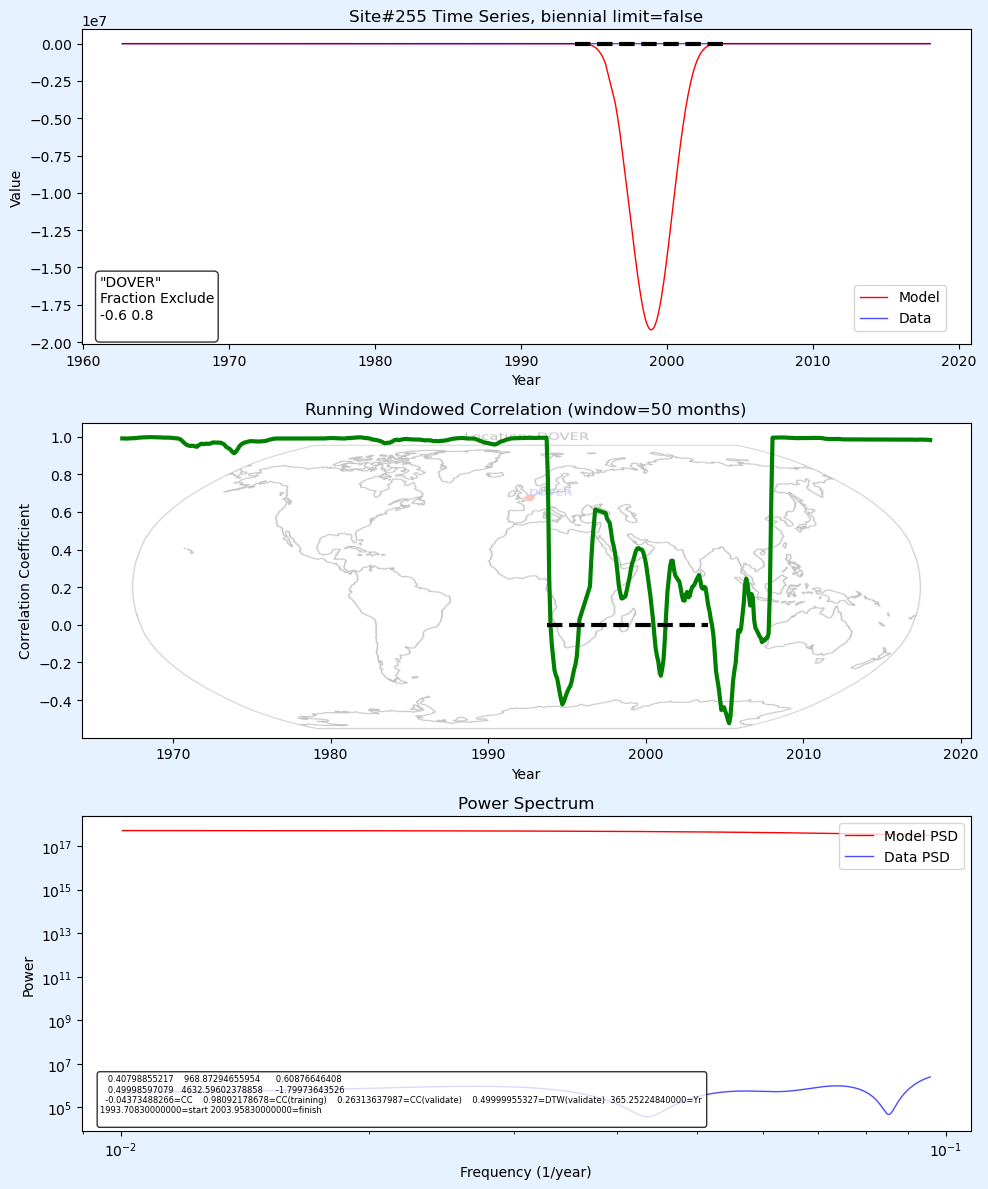 Site#255 Time Series, biennial limit=false
1e7
0.00
−0.25
−0.50
−0.75
−1.00
−1.25
−1.50
−1.75
−2.00
Value
"DOVER"
Fraction Exclude
-0.6 0.8
Model
Data
1960 1970 1980 1990 2000 2010 2020
Year
Running Windowed Correlation (window=50 months)
Location: DOVER
DOVER
1.0
0.8
0.6
0.4
0.2
0.0
−0.2
−0.4
Correlation Coefficient
1970 1980 1990 2000 2010 2020
Year
Power Spectrum
Model PSD
Data PSD
10^17
10^15
10^13
10^11
10^9
10^7
10^5
Power
0.40798855217 968.87294655954 0.60876646408
0.49998597079 4632.59602378858 -1.79973643526
-0.04373488266=CC 0.98092178678=CC(training) 0.26313637987=CC(validate) 0.49999955327=DTW(validate) 365.25224840000=Yr
1993.70830000000=start 2003.95830000000=finish
10^−2 10^−1
Frequency (1/year)